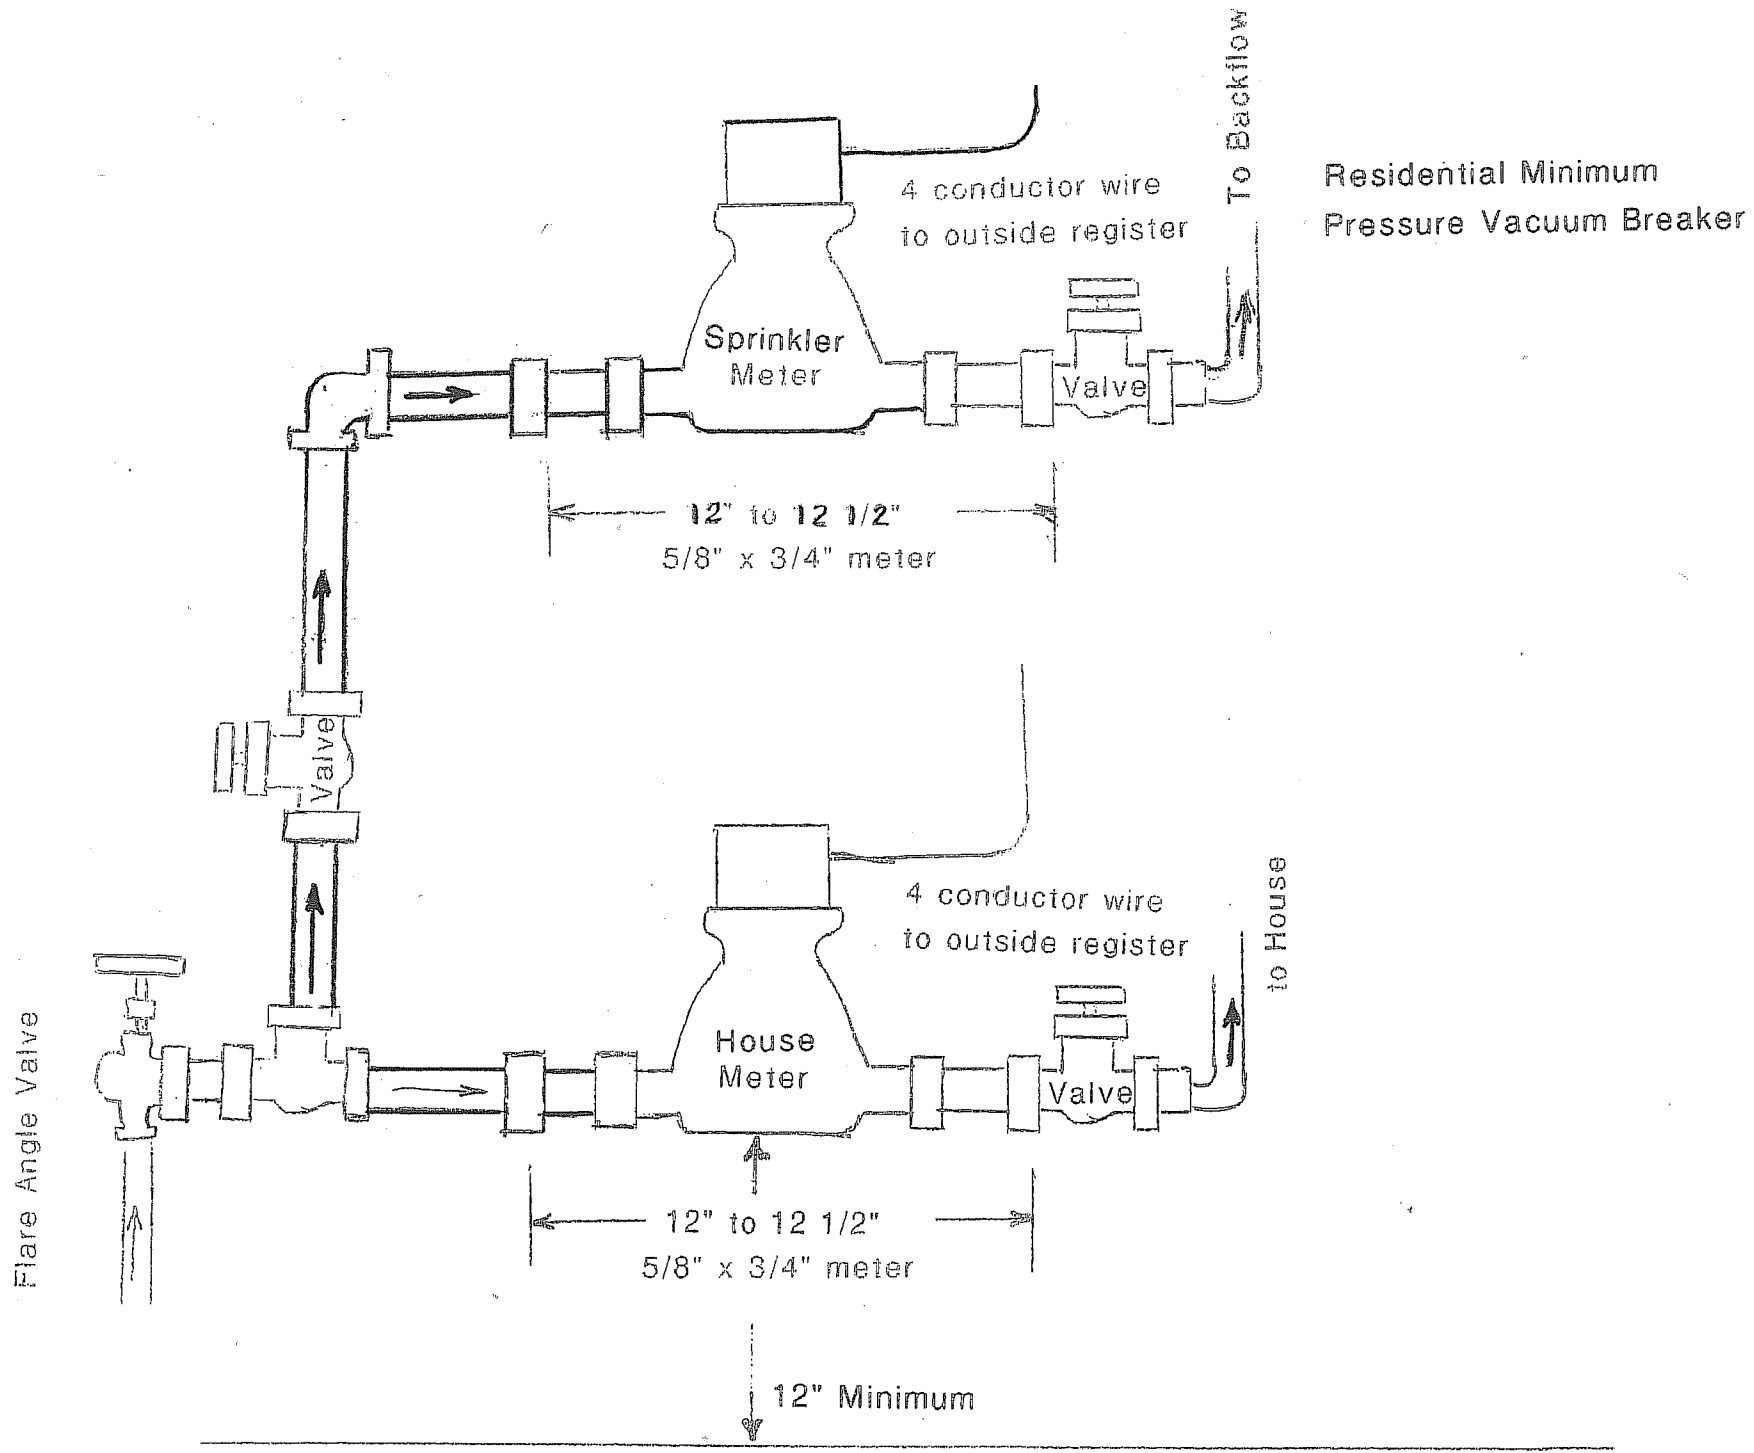 To Backflow
Residential Minimum
Pressure Vacuum Breaker
4 conductor wire
to outside register
Sprinkler
Meter
Valve
12" to 12 1/2"
5/8" x 3/4" meter
Valve
4 conductor wire
to outside register
to House
Flare Angle Valve
House
Meter
Valve
12" to 12 1/2"
5/8" x 3/4" meter
12" Minimum